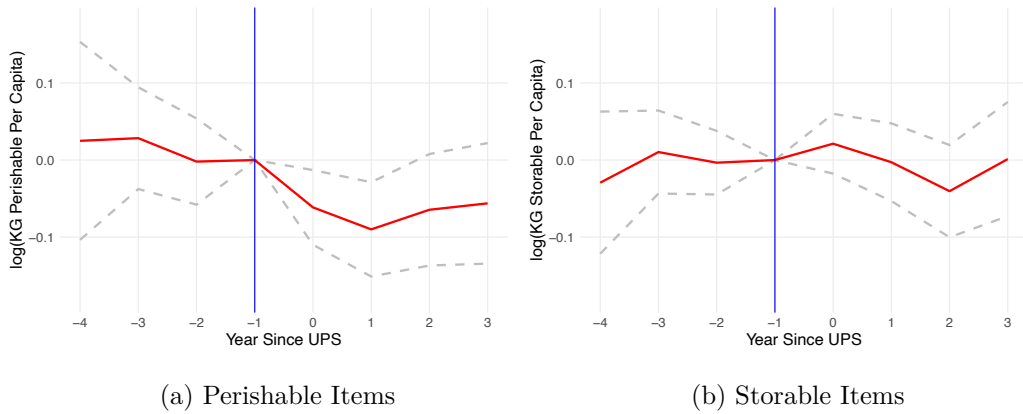 log(KG Perishable Per Capita)
0.1
0.0
−0.1
−4 −3 −2 −1 0 1 2 3
Year Since UPS
(a) Perishable Items
log(KG Storable Per Capita)
0.1
0.0
−0.1
−4 −3 −2 −1 0 1 2 3
Year Since UPS
(b) Storable Items